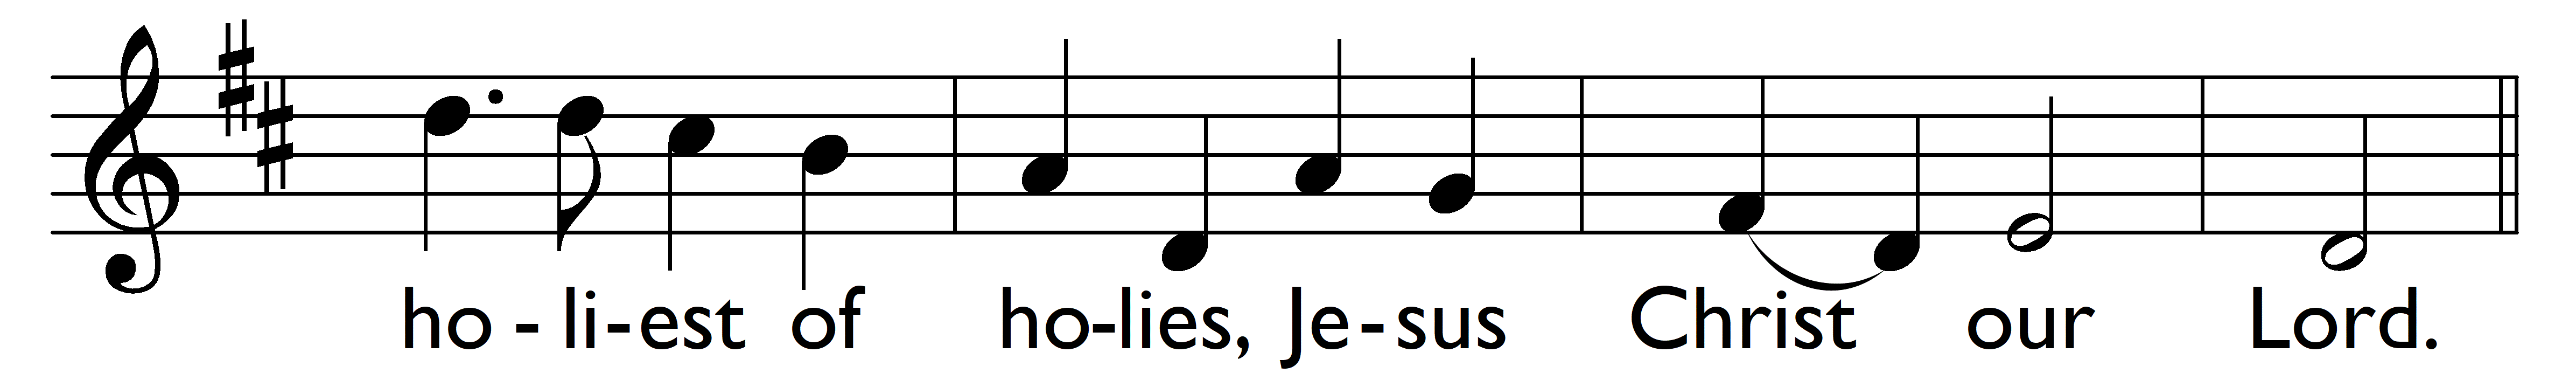 ho - li-est of ho-lies, Je-sus Christ our Lord.